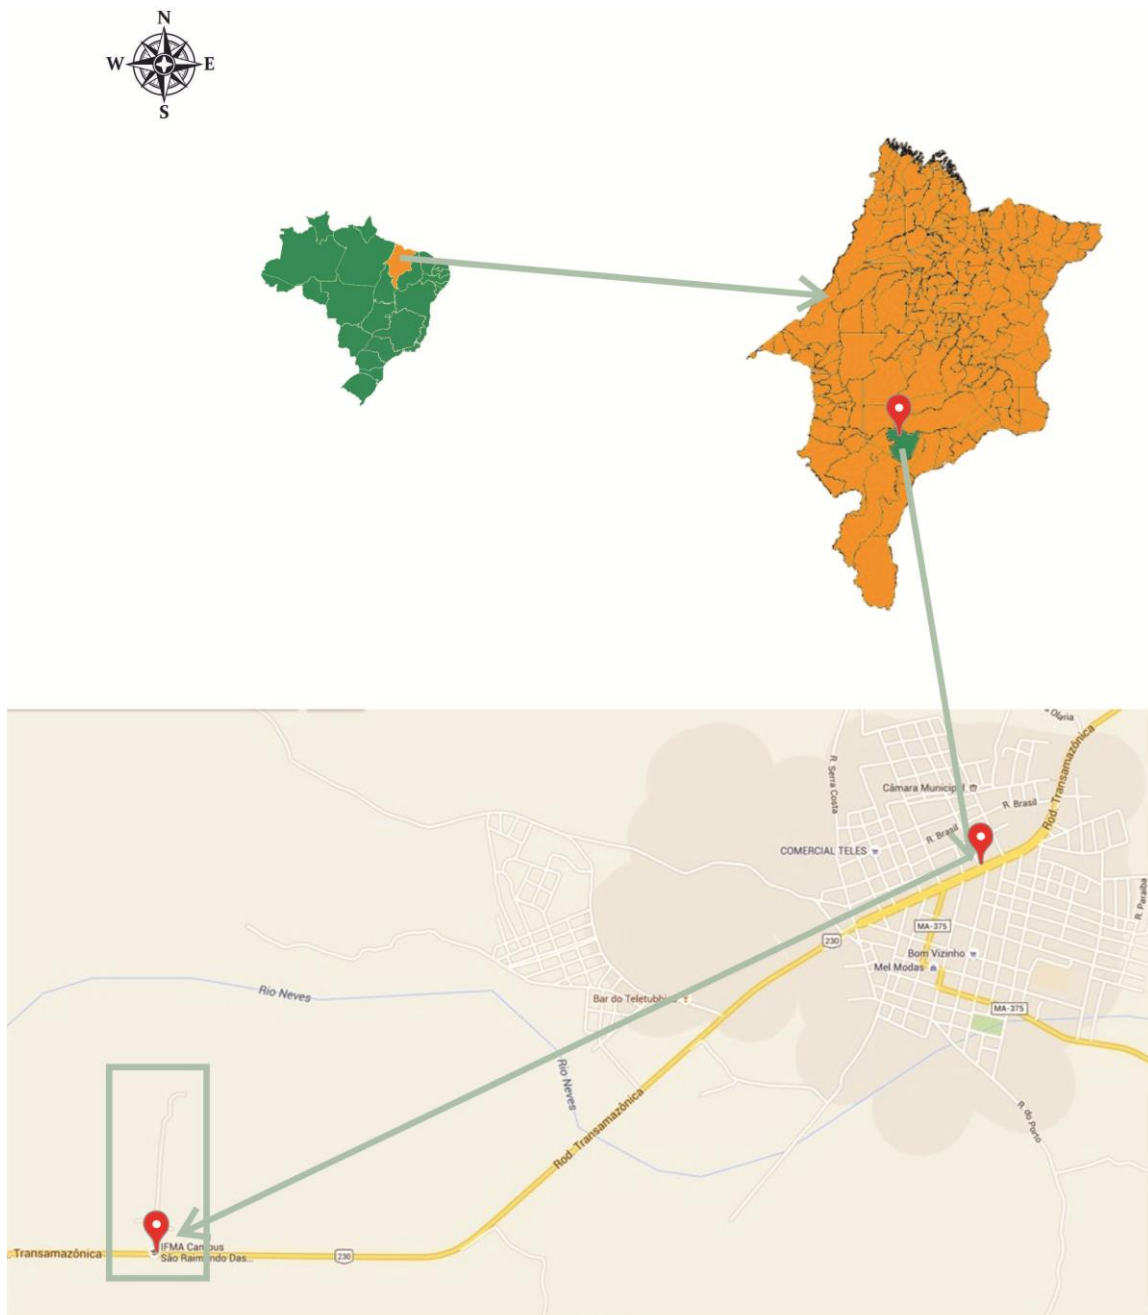 N
W
E
S
Olaria
Rod. Transamazônica
R. Serra Costa
Câmara Municipal
R. Brasil
R. Brasil
COMERCIAL TELES
R. Paraíba
MA-375
230
Bom Vizinho
Mel Modas
Rio Neves
Bar do Teletubbies
MA-375
Rio Neves
R. do Porto
Rod. Transamazônica
IFMA Campus
São Raimundo Das...
Transamazônica
230